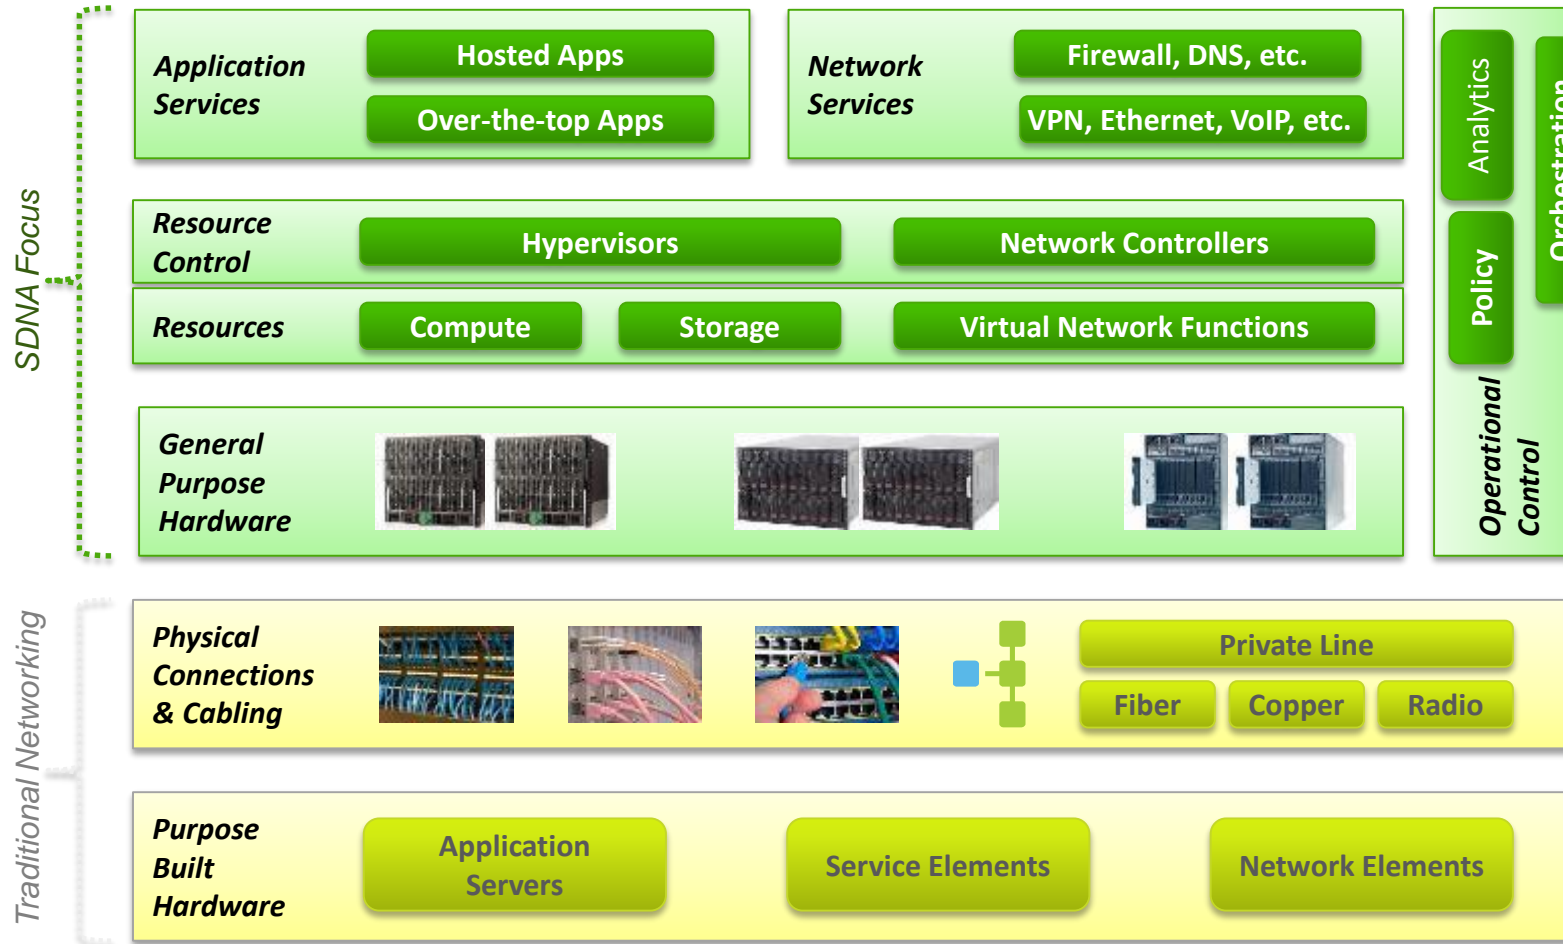 SDNA Focus
Application
Services
Hosted Apps
Over-the-top Apps
Network
Services
Firewall, DNS, etc.
VPN, Ethernet, VoIP, etc.
Resource
Control
Hypervisors
Network Controllers
Resources
Compute
Storage
Virtual Network Functions
General
Purpose
Hardware
Analytics
Policy
Orchestration
Operational
Control
Traditional Networking
Physical
Connections
& Cabling
Private Line
Fiber
Copper
Radio
Purpose
Built
Hardware
Application
Servers
Service Elements
Network Elements